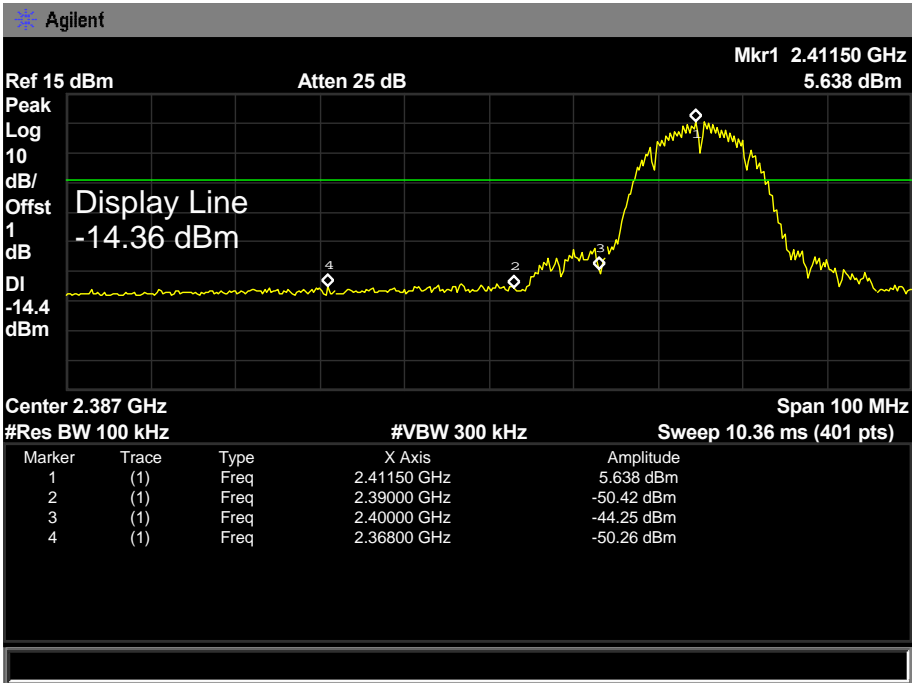 Agilent
Mkr1 2.41150 GHz
Ref 15 dBm Atten 25 dB 5.638 dBm
Peak
Log
10
dB/
Offst
1
dB
DI
-14.4
dBm
Display Line
-14.36 dBm
4
2
3
1
Center 2.387 GHz Span 100 MHz
#Res BW 100 kHz #VBW 300 kHz Sweep 10.36 ms (401 pts)
Marker Trace Type X Axis Amplitude
1 (1) Freq 2.41150 GHz 5.638 dBm
2 (1) Freq 2.39000 GHz -50.42 dBm
3 (1) Freq 2.40000 GHz -44.25 dBm
4 (1) Freq 2.36800 GHz -50.26 dBm